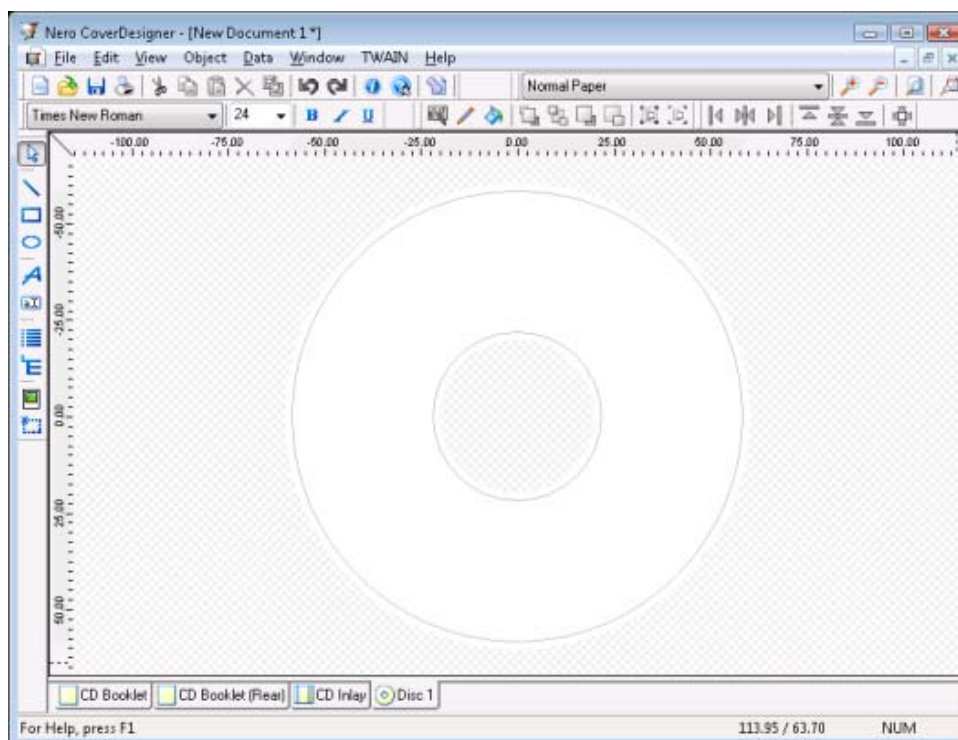 Nero CoverDesigner - [New Document 1 *]
File Edit View Object Data Window TWAIN Help
Normal Paper
Times New Roman 24 B I U
-100.00 -75.00 -50.00 -25.00 0.00 25.00 50.00 75.00 100.00
-50.00
-25.00
0.00
25.00
50.00
CD Booklet CD Booklet (Rear) CD Inlay Disc 1
For Help, press F1 113.95 / 63.70 NUM